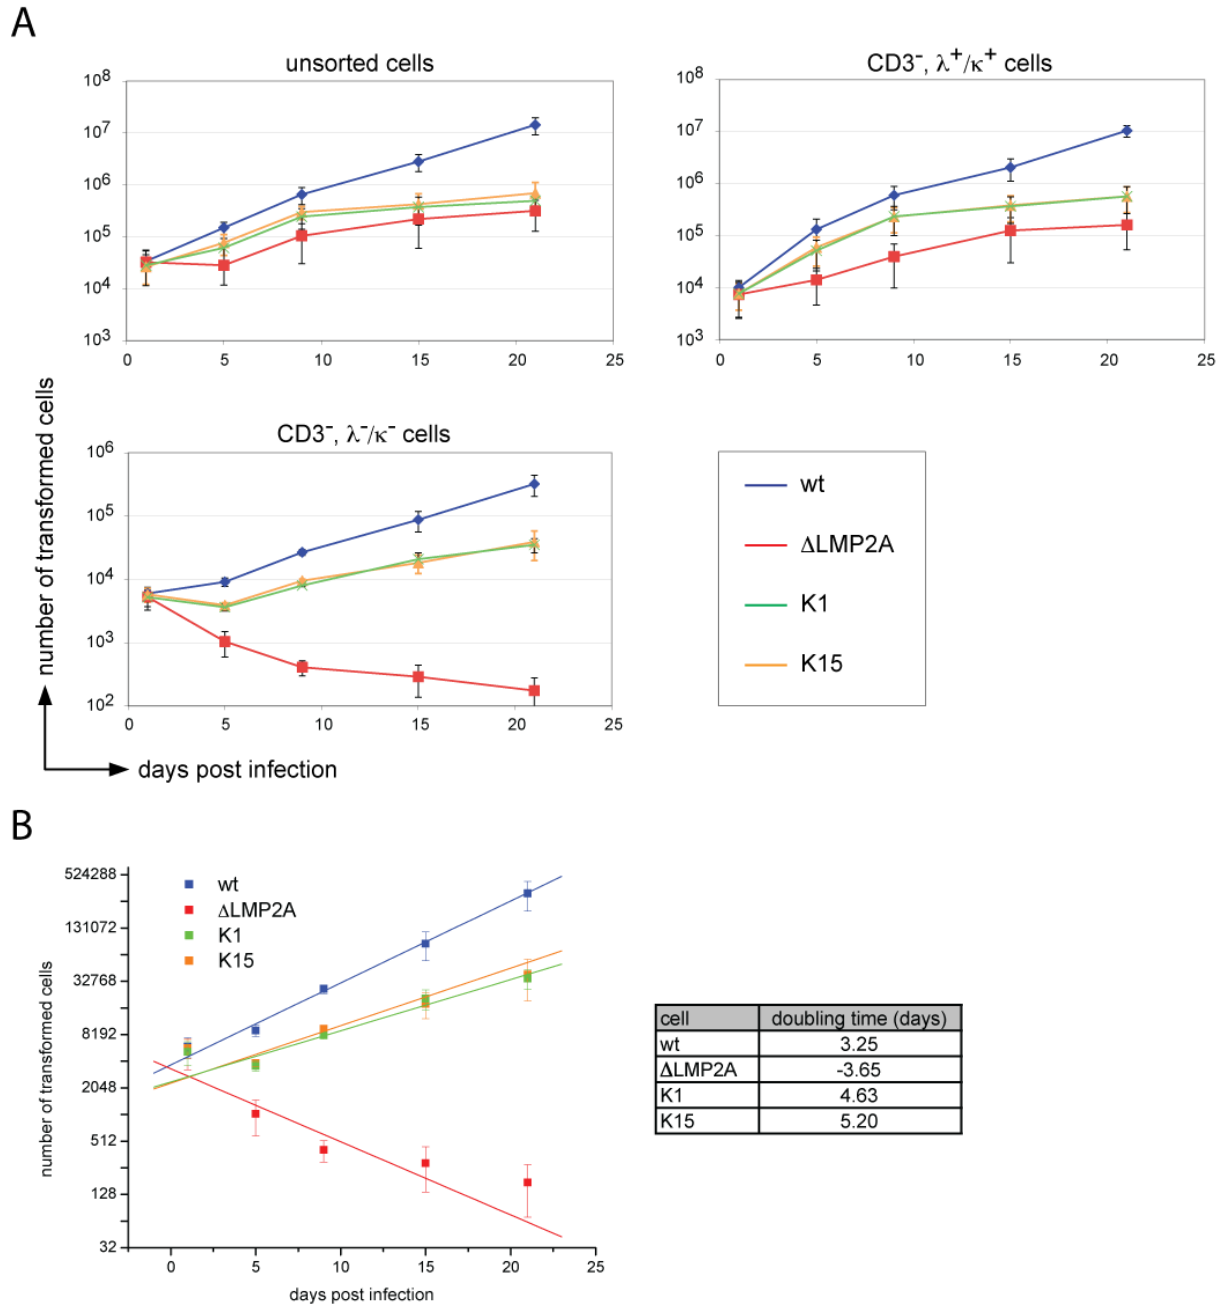 A
unsorted cells
10⁸
10⁷
10⁶
10⁵
10⁴
10³
0 5 10 15 20 25
CD3⁻, λ⁺/κ⁺ cells
10⁸
10⁷
10⁶
10⁵
10⁴
10³
0 5 10 15 20 25
CD3⁻, λ⁻/κ⁻ cells
10⁶
10⁵
10⁴
10³
10²
0 5 10 15 20 25
number of transformed cells
days post infection
wt
ΔLMP2A
K1
K15
B
524288
131072
32768
8192
2048
512
128
32
wt
ΔLMP2A
K1
K15
0 5 10 15 20 25
number of transformed cells
days post infection
cell doubling time (days)
wt 3.25
ΔLMP2A -3.65
K1 4.63
K15 5.20